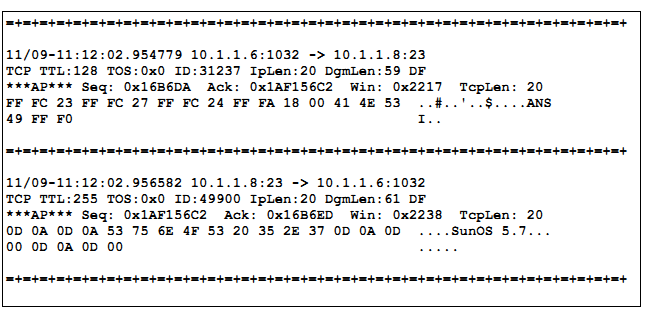 =+=+=+=+=+=+=+=+=+=+=+=+=+=+=+=+=+=+=+=+=+=+=+=+=+=+=+=+=+=+=+=+=+=+=+=+=+
11/09-11:12:02.954779 10.1.1.6:1032 -> 10.1.1.8:23
TCP TTL:128 TOS:0x0 ID:31237 IpLen:20 DgmLen:59 DF
***AP*** Seq: 0x16B6DA  Ack: 0x1AF156C2  Win: 0x2217  TcpLen: 20
FF FC 23 FF FC 27 FF FC 24 FF FA 18 00 41 4E 53  ..#..'..$....ANS
49 FF F0                                         I..
=+=+=+=+=+=+=+=+=+=+=+=+=+=+=+=+=+=+=+=+=+=+=+=+=+=+=+=+=+=+=+=+=+=+=+=+=+
11/09-11:12:02.956582 10.1.1.8:23 -> 10.1.1.6:1032
TCP TTL:255 TOS:0x0 ID:49900 IpLen:20 DgmLen:61 DF
***AP*** Seq: 0x1AF156C2  Ack: 0x16B6ED  Win: 0x2238  TcpLen: 20
0D 0A 0D 0A 53 75 6E 4F 53 20 35 2E 37 0D 0A 0D  ....SunOS 5.7...
00 0D 0A 0D 00                                   .....
=+=+=+=+=+=+=+=+=+=+=+=+=+=+=+=+=+=+=+=+=+=+=+=+=+=+=+=+=+=+=+=+=+=+=+=+=+